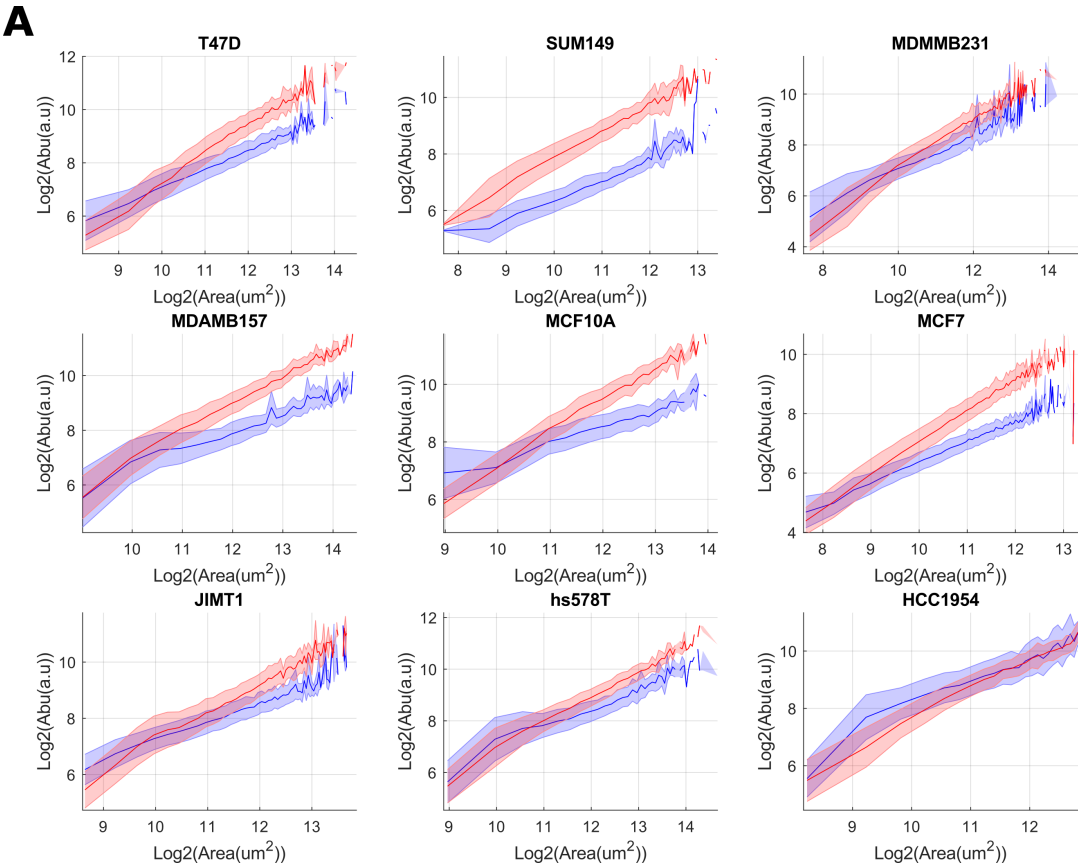 A
T47D
SUM149
MDMMB231
Log2(Abu(a.u))
12
10
8
6
9 10 11 12 13 14
Log2(Area(um²))
Log2(Abu(a.u))
10
8
6
8 9 10 11 12 13
Log2(Area(um²))
Log2(Abu(a.u))
10
8
6
4
8 10 12 14
Log2(Area(um²))
MDAMB157
MCF10A
MCF7
Log2(Abu(a.u))
10
8
6
10 11 12 13 14
Log2(Area(um²))
Log2(Abu(a.u))
10
8
6
9 10 11 12 13 14
Log2(Area(um²))
Log2(Abu(a.u))
10
8
6
4
8 9 10 11 12 13
Log2(Area(um²))
JIMT1
hs578T
HCC1954
Log2(Abu(a.u))
10
8
6
9 10 11 12 13
Log2(Area(um²))
Log2(Abu(a.u))
12
10
8
6
9 10 11 12 13 14
Log2(Area(um²))
Log2(Abu(a.u))
10
8
6
9 10 11 12
Log2(Area(um²))